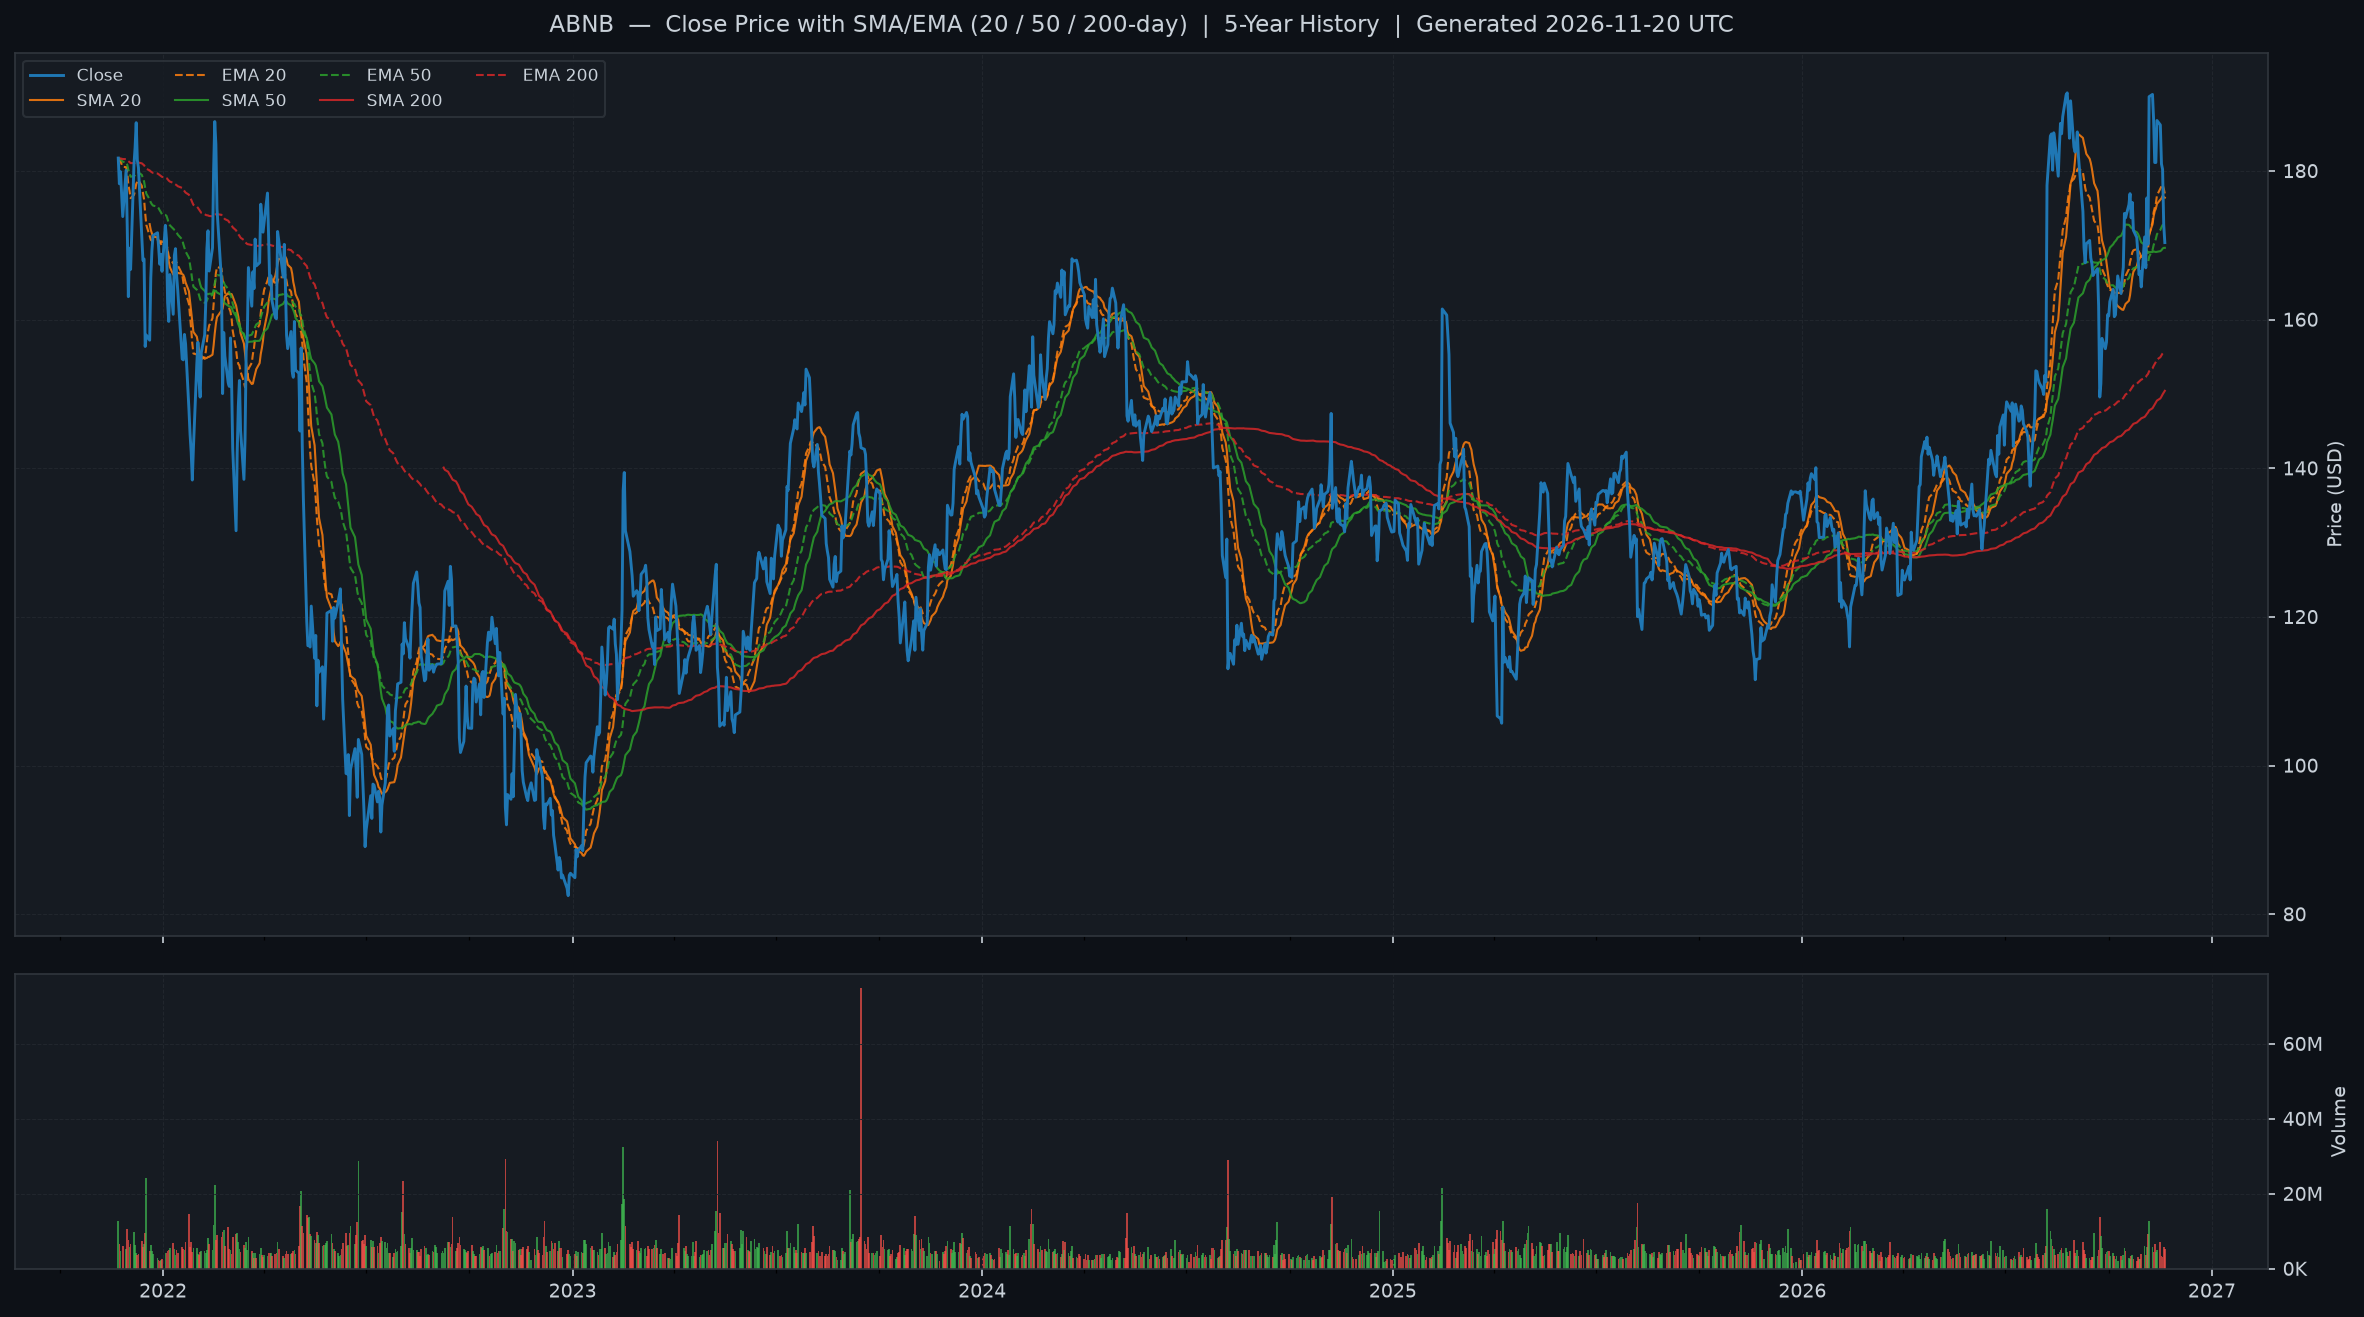 ABNB — Close Price with SMA/EMA (20 / 50 / 200-day) | 5-Year History | Generated 2026-11-20 UTC
Close EMA 20 EMA 50 EMA 200
SMA 20 SMA 50 SMA 200
180
160
140
120
100
80
Price (USD)
60M
40M
20M
0K
Volume
2022 2023 2024 2025 2026 2027